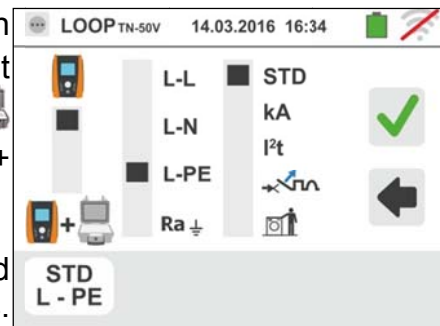 n
LOOP TN-50V 14.03.2016 16:34
t
L-L STD
L-N kA
I²t
+
L-PE
+
Ra
d
STD
L - PE
.